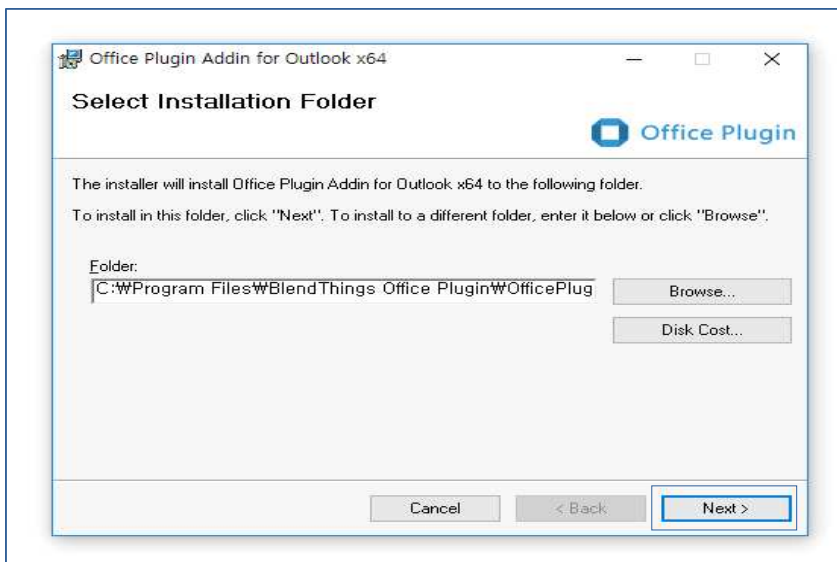 Office Plugin Addin for Outlook x64
Select Installation Folder
Office Plugin
The installer will install Office Plugin Addin for Outlook x64 to the following folder.
To install in this folder, click "Next". To install to a different folder, enter it below or click "Browse".
Folder:
C:₩Program Files₩BlendThings Office Plugin₩OfficePlug
Browse...
Disk Cost...
Cancel
< Back
Next >